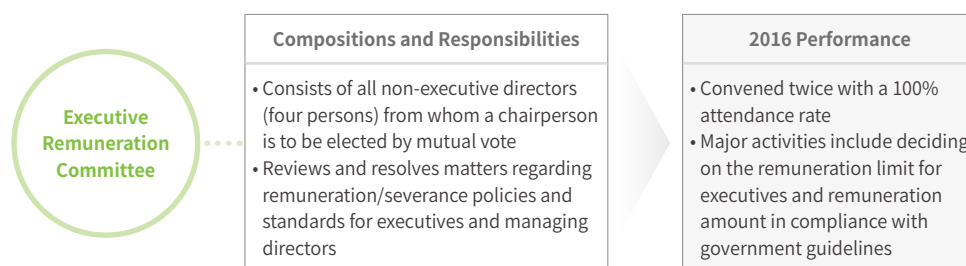 Executive
Remuneration
Committee
Compositions and Responsibilities
• Consists of all non-executive directors
(four persons) from whom a chairperson
is to be elected by mutual vote
• Reviews and resolves matters regarding
remuneration/severance policies and
standards for executives and managing
directors
2016 Performance
• Convened twice with a 100%
attendance rate
• Major activities include deciding
on the remuneration limit for
executives and remuneration
amount in compliance with
government guidelines